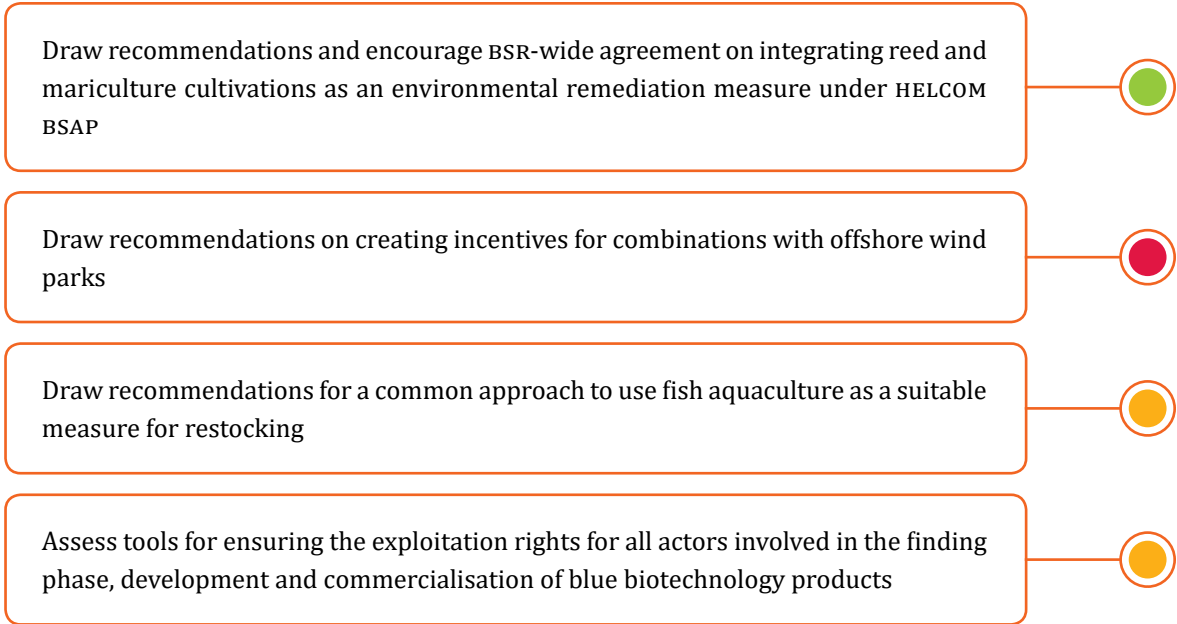 Draw recommendations and encourage BSR-wide agreement on integrating reed and
mariculture cultivations as an environmental remediation measure under HELCOM
BSAP
Draw recommendations on creating incentives for combinations with offshore wind
parks
Draw recommendations for a common approach to use fish aquaculture as a suitable
measure for restocking
Assess tools for ensuring the exploitation rights for all actors involved in the finding
phase, development and commercialisation of blue biotechnology products